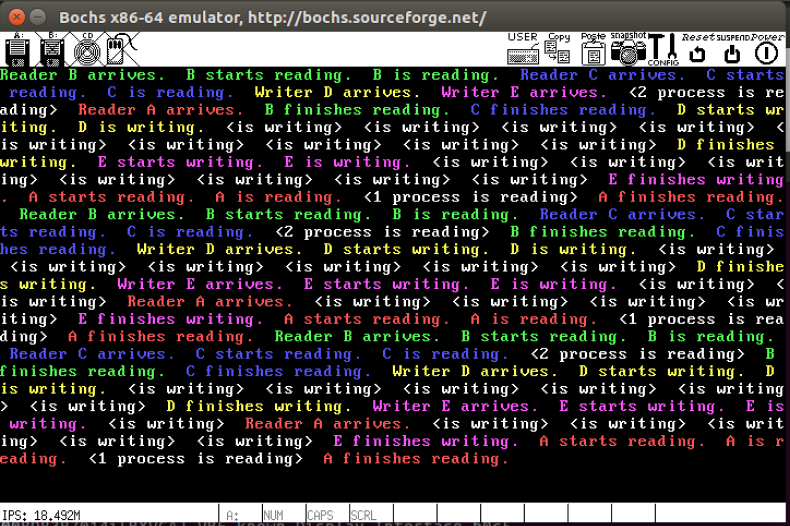 Bochs x86-64 emulator, http://bochs.sourceforge.net/
A: B: CD USER Copy Paste snapshot CONFIG Reset SUSPEND Power
Reader B arrives.  B starts reading.  B is reading.  Reader C arrives.  C starts
 reading.  C is reading.  Writer D arrives.  Writer E arrives.  <2 process is re
ading>  Reader A arrives.  B finishes reading.  C finishes reading.  D starts wr
iting.  D is writing.  <is writing>  <is writing>  <is writing>  <is writing>  <
is writing>  <is writing>  <is writing>  <is writing>  <is writing>  D finishes 
writing.  E starts writing.  E is writing.  <is writing>  <is writing>  <is writ
ing>  <is writing>  <is writing>  <is writing>  <is writing>  E finishes writing
.  A starts reading.  A is reading.  <1 process is reading>  A finishes reading.
  Reader B arrives.  B starts reading.  B is reading.  Reader C arrives.  C star
ts reading.  C is reading.  <2 process is reading>  B finishes reading.  C finis
hes reading.  Writer D arrives.  D starts writing.  D is writing.  <is writing>
 <is writing>  <is writing>  <is writing>  <is writing>  <is writing>  D finishe
s writing.  Writer E arrives.  E starts writing.  E is writing.  <is writing>  <
is writing>  Reader A arrives.  <is writing>  <is writing>  <is writing>  <is wr
iting>  E finishes writing.  A starts reading.  A is reading.  <1 process is rea
ding>  A finishes reading.  Reader B arrives.  B starts reading.  B is reading.
 Reader C arrives.  C starts reading.  C is reading.  <2 process is reading>  B
finishes reading.  C finishes reading.  Writer D arrives.  D starts writing.  D
is writing.  <is writing>  <is writing>  <is writing>  <is writing>  <is writing
>  <is writing>  D finishes writing.  Writer E arrives.  E starts writing.  E is
 writing.  <is writing>  Reader A arrives.  <is writing>  <is writing>  <is writ
ing>  <is writing>  <is writing>  E finishes writing.  A starts reading.  A is r
eading.  <1 process is reading>  A finishes reading.
IPS: 18.492M A: NUM CAPS SCRL